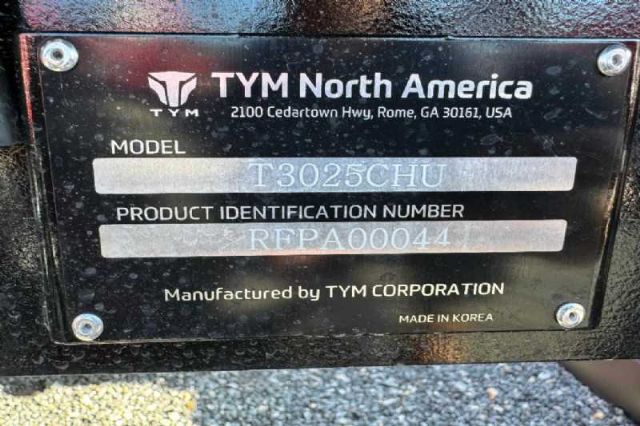 TYM
TYM North America
2100 Cedartown Hwy, Rome, GA 30161, USA
MODEL
T3025CHU
PRODUCT IDENTIFICATION NUMBER
RFPA00044
Manufactured by TYM CORPORATION
MADE IN KOREA